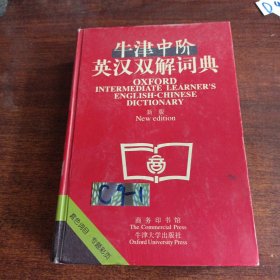 牛津中阶
英汉双解词典
OXFORD
INTERMEDIATE LEARNER'S
ENGLISH-CHINESE
DICTIONARY
新版
New edition
C9-1
商务印书馆
The Commercial Press
牛津大学出版社
Oxford University Press